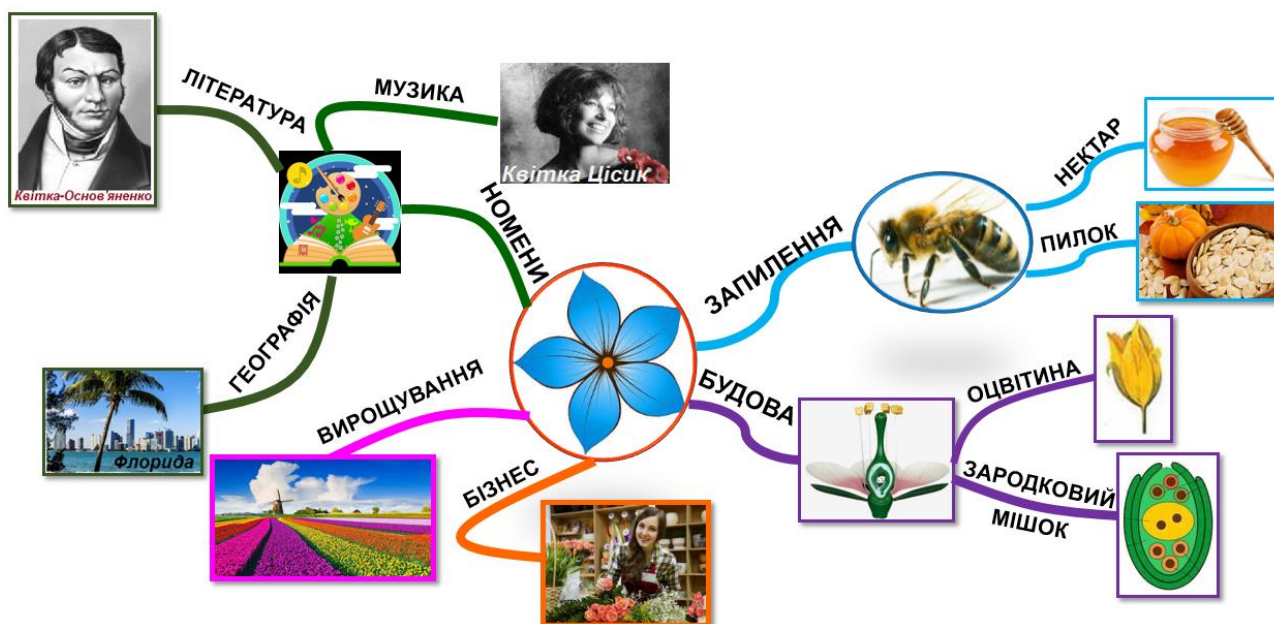 ЛІТЕРАТУРА
МУЗИКА
Квітка-Основ'яненко
Квітка Цісик
НОМЕНИ
ГЕОГРАФІЯ
Флорида
ВИРОЩУВАННЯ
БІЗНЕС
ЗАПИЛЕННЯ
НЕКТАР
ПИЛОК
БУДОВА
ОЦВІТИНА
ЗАРОДКОВИЙ
МІШОК